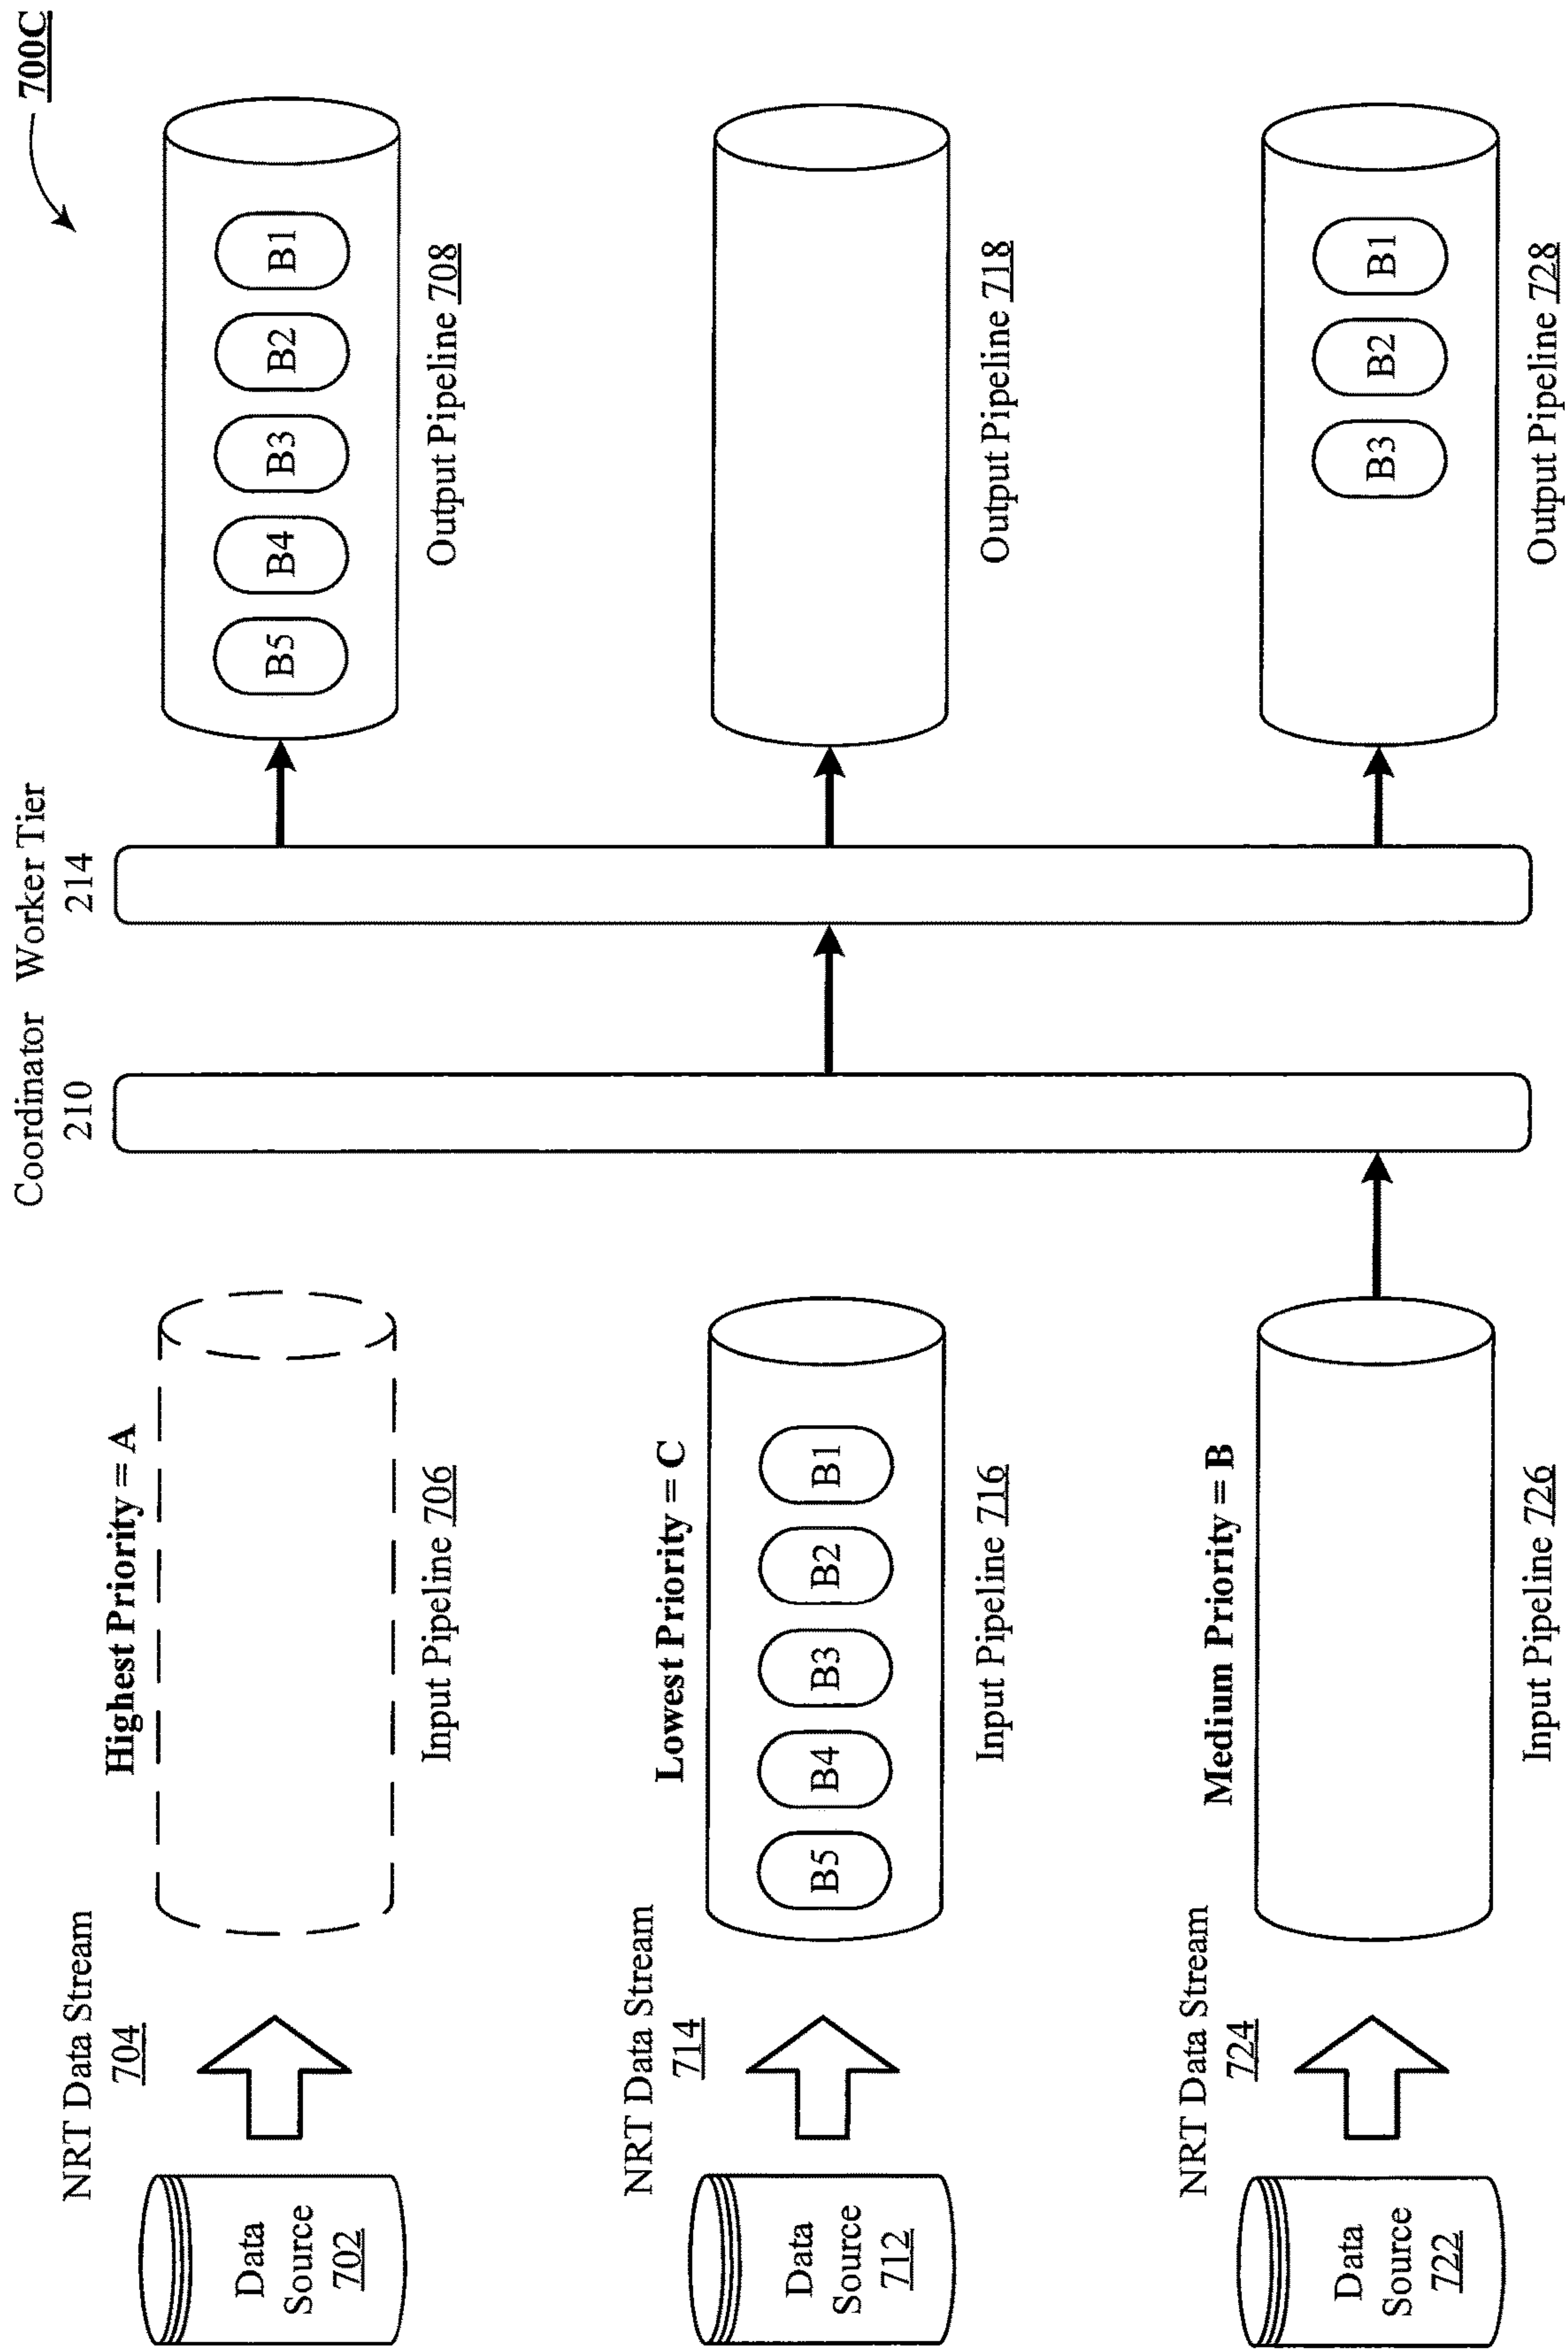 700C
Coordinator
210
Worker Tier
214
NRT Data Stream
704
Highest Priority = A
Data
Source
702
Input Pipeline 706
B5
B4
B3
B2
B1
Output Pipeline 708
NRT Data Stream
714
Lowest Priority = C
Data
Source
712
B5
B4
B3
B2
B1
Input Pipeline 716
Output Pipeline 718
NRT Data Stream
724
Medium Priority = B
Data
Source
722
Input Pipeline 726
B3
B2
B1
Output Pipeline 728